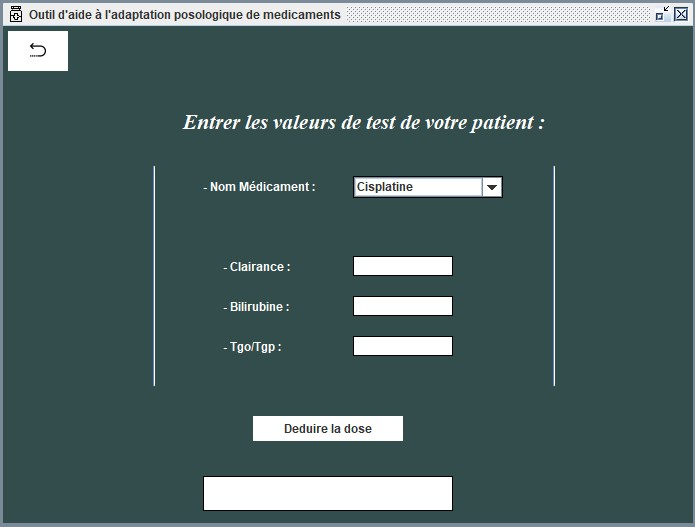 Outil d'aide à l'adaptation posologique de medicaments
Entrer les valeurs de test de votre patient :
- Nom Médicament : Cisplatine
- Clairance :
- Bilirubine :
- Tgo/Tgp :
Deduire la dose